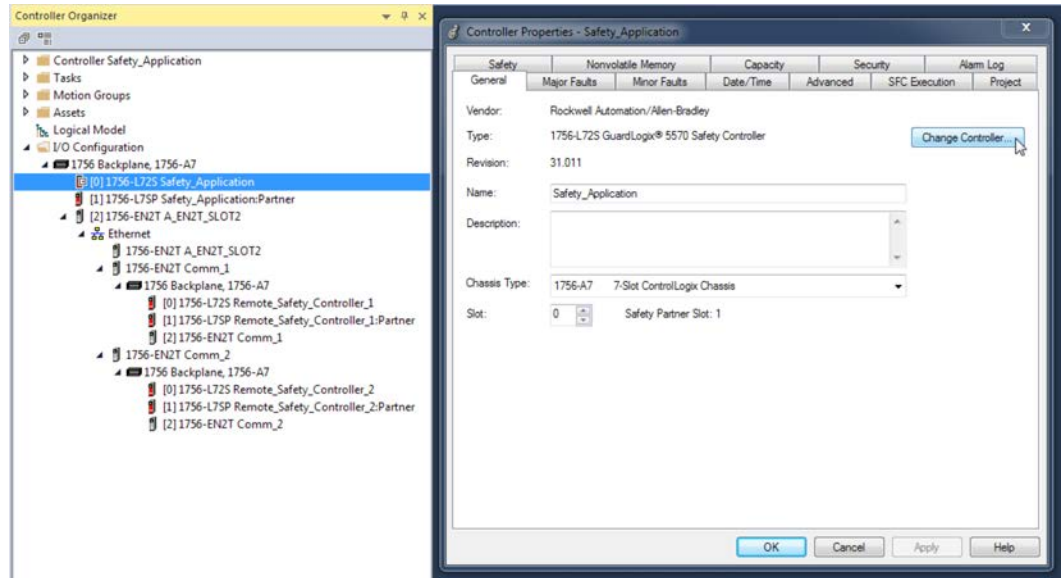 Controller Organizer
Controller Safety_Application
Tasks
Motion Groups
Assets
Logical Model
I/O Configuration
1756 Backplane, 1756-A7
[0] 1756-L72S Safety_Application
[1] 1756-L7SP Safety_Application:Partner
[2] 1756-EN2T A_EN2T_SLOT2
Ethernet
1756-EN2T A_EN2T_SLOT2
1756-EN2T Comm_1
1756 Backplane, 1756-A7
[0] 1756-L72S Remote_Safety_Controller_1
[1] 1756-L7SP Remote_Safety_Controller_1:Partner
[2] 1756-EN2T Comm_1
1756-EN2T Comm_2
1756 Backplane, 1756-A7
[0] 1756-L72S Remote_Safety_Controller_2
[1] 1756-L7SP Remote_Safety_Controller_2:Partner
[2] 1756-EN2T Comm_2
Controller Properties - Safety_Application
Safety Nonvolatile Memory Capacity Security Alarm Log
General Major Faults Minor Faults Date/Time Advanced SFC Execution Project
Vendor: Rockwell Automation/Allen-Bradley
Type: 1756-L72S GuardLogix® 5570 Safety Controller Change Controller...
Revision: 31.011
Name: Safety_Application
Description:
Chassis Type: 1756-A7 7-Slot ControlLogix Chassis
Slot: 0 Safety Partner Slot: 1
OK Cancel Apply Help